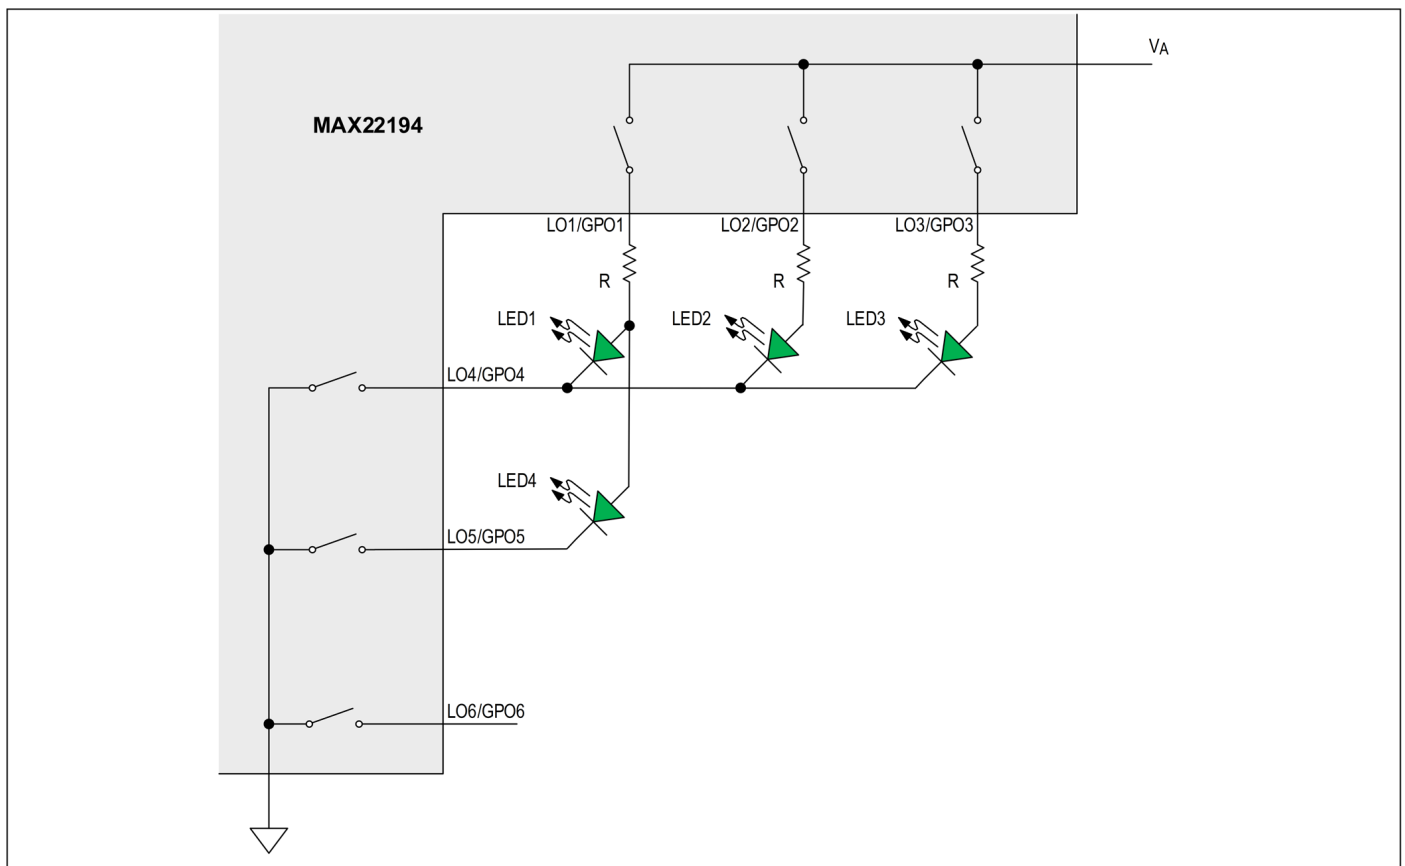 VA
MAX22194
LO1/GPO1 LO2/GPO2 LO3/GPO3
R R R
LED1 LED2 LED3
LO4/GPO4
LED4
LO5/GPO5
LO6/GPO6